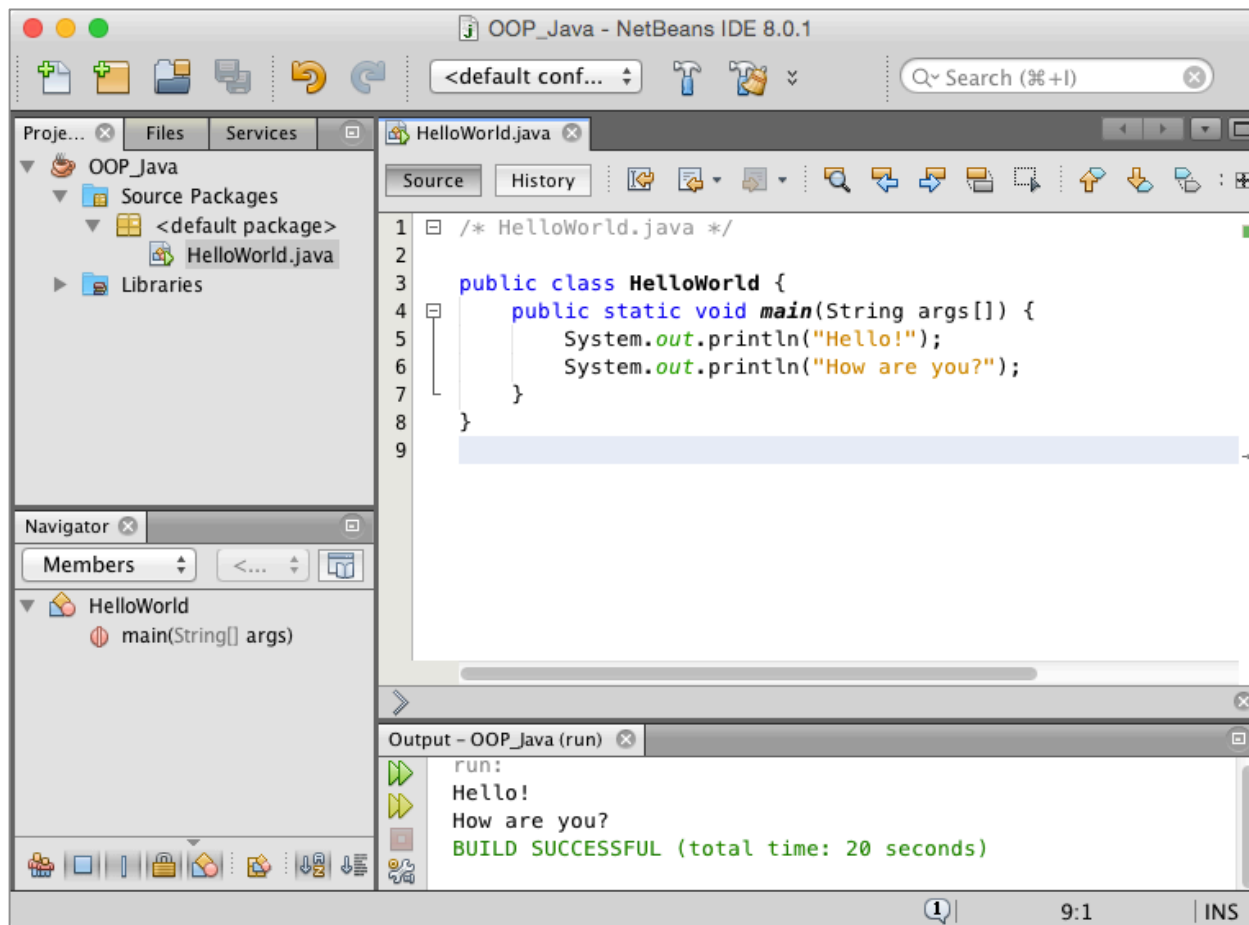 OOP_Java - NetBeans IDE 8.0.1
<default conf...
Search (⌘+I)
Proje...
Files
Services
OOP_Java
Source Packages
<default package>
HelloWorld.java
Libraries
HelloWorld.java
Source
History
1 /* HelloWorld.java */
2
3 public class HelloWorld {
4 public static void main(String args[]) {
5 System.out.println("Hello!");
6 System.out.println("How are you?");
7 }
8 }
9
Navigator
Members
<...
HelloWorld
main(String[] args)
Output – OOP_Java (run)
run:
Hello!
How are you?
BUILD SUCCESSFUL (total time: 20 seconds)
1
9:1
INS